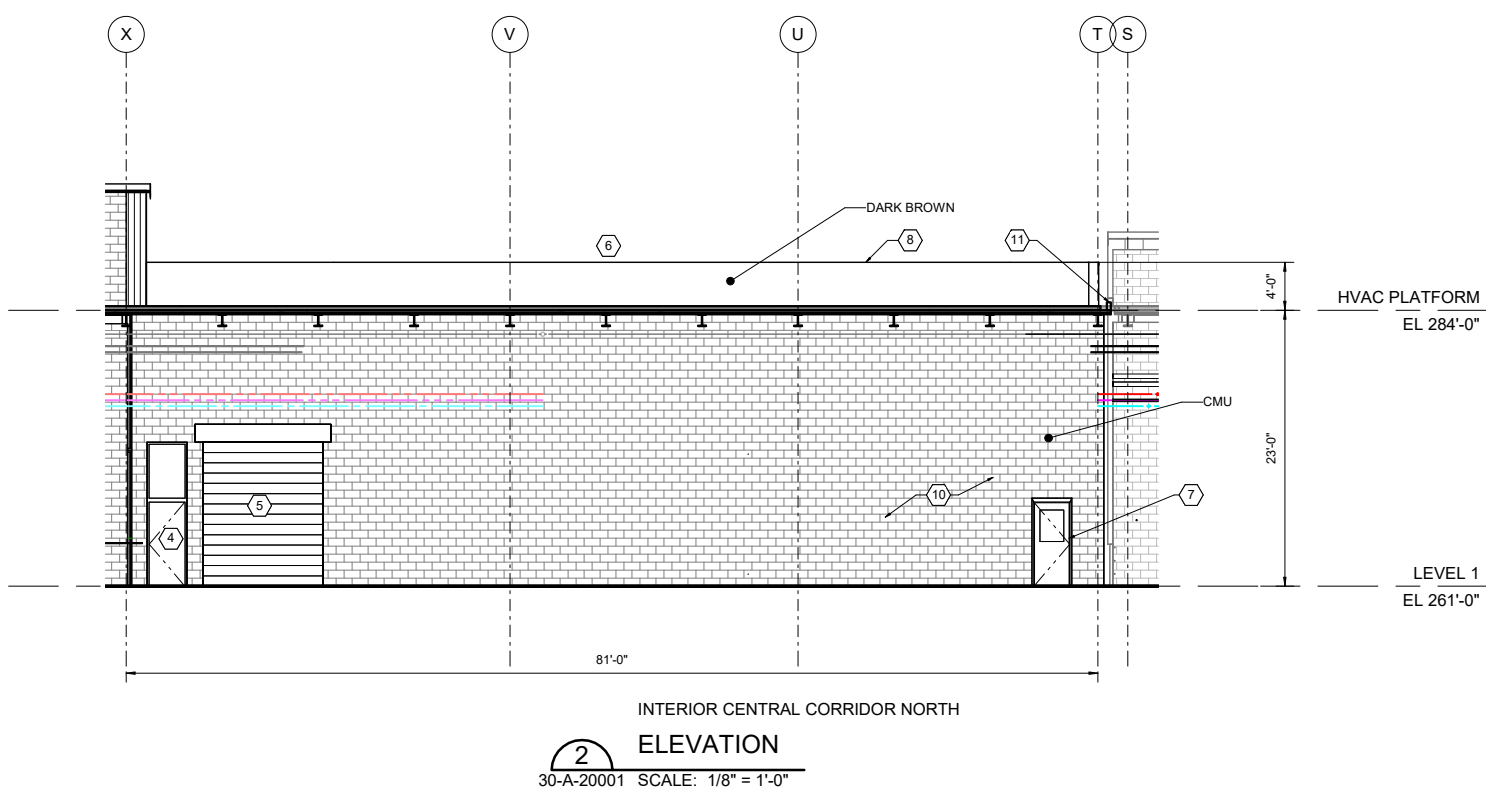 X
V
U
T
S
DARK BROWN
6
8
11
4'-0"
HVAC PLATFORM
EL 284'-0"
CMU
23'-0"
5
10
7
4
LEVEL 1
EL 261'-0"
81'-0"
INTERIOR CENTRAL CORRIDOR NORTH
2
ELEVATION
30-A-20001 SCALE: 1/8" = 1'-0"